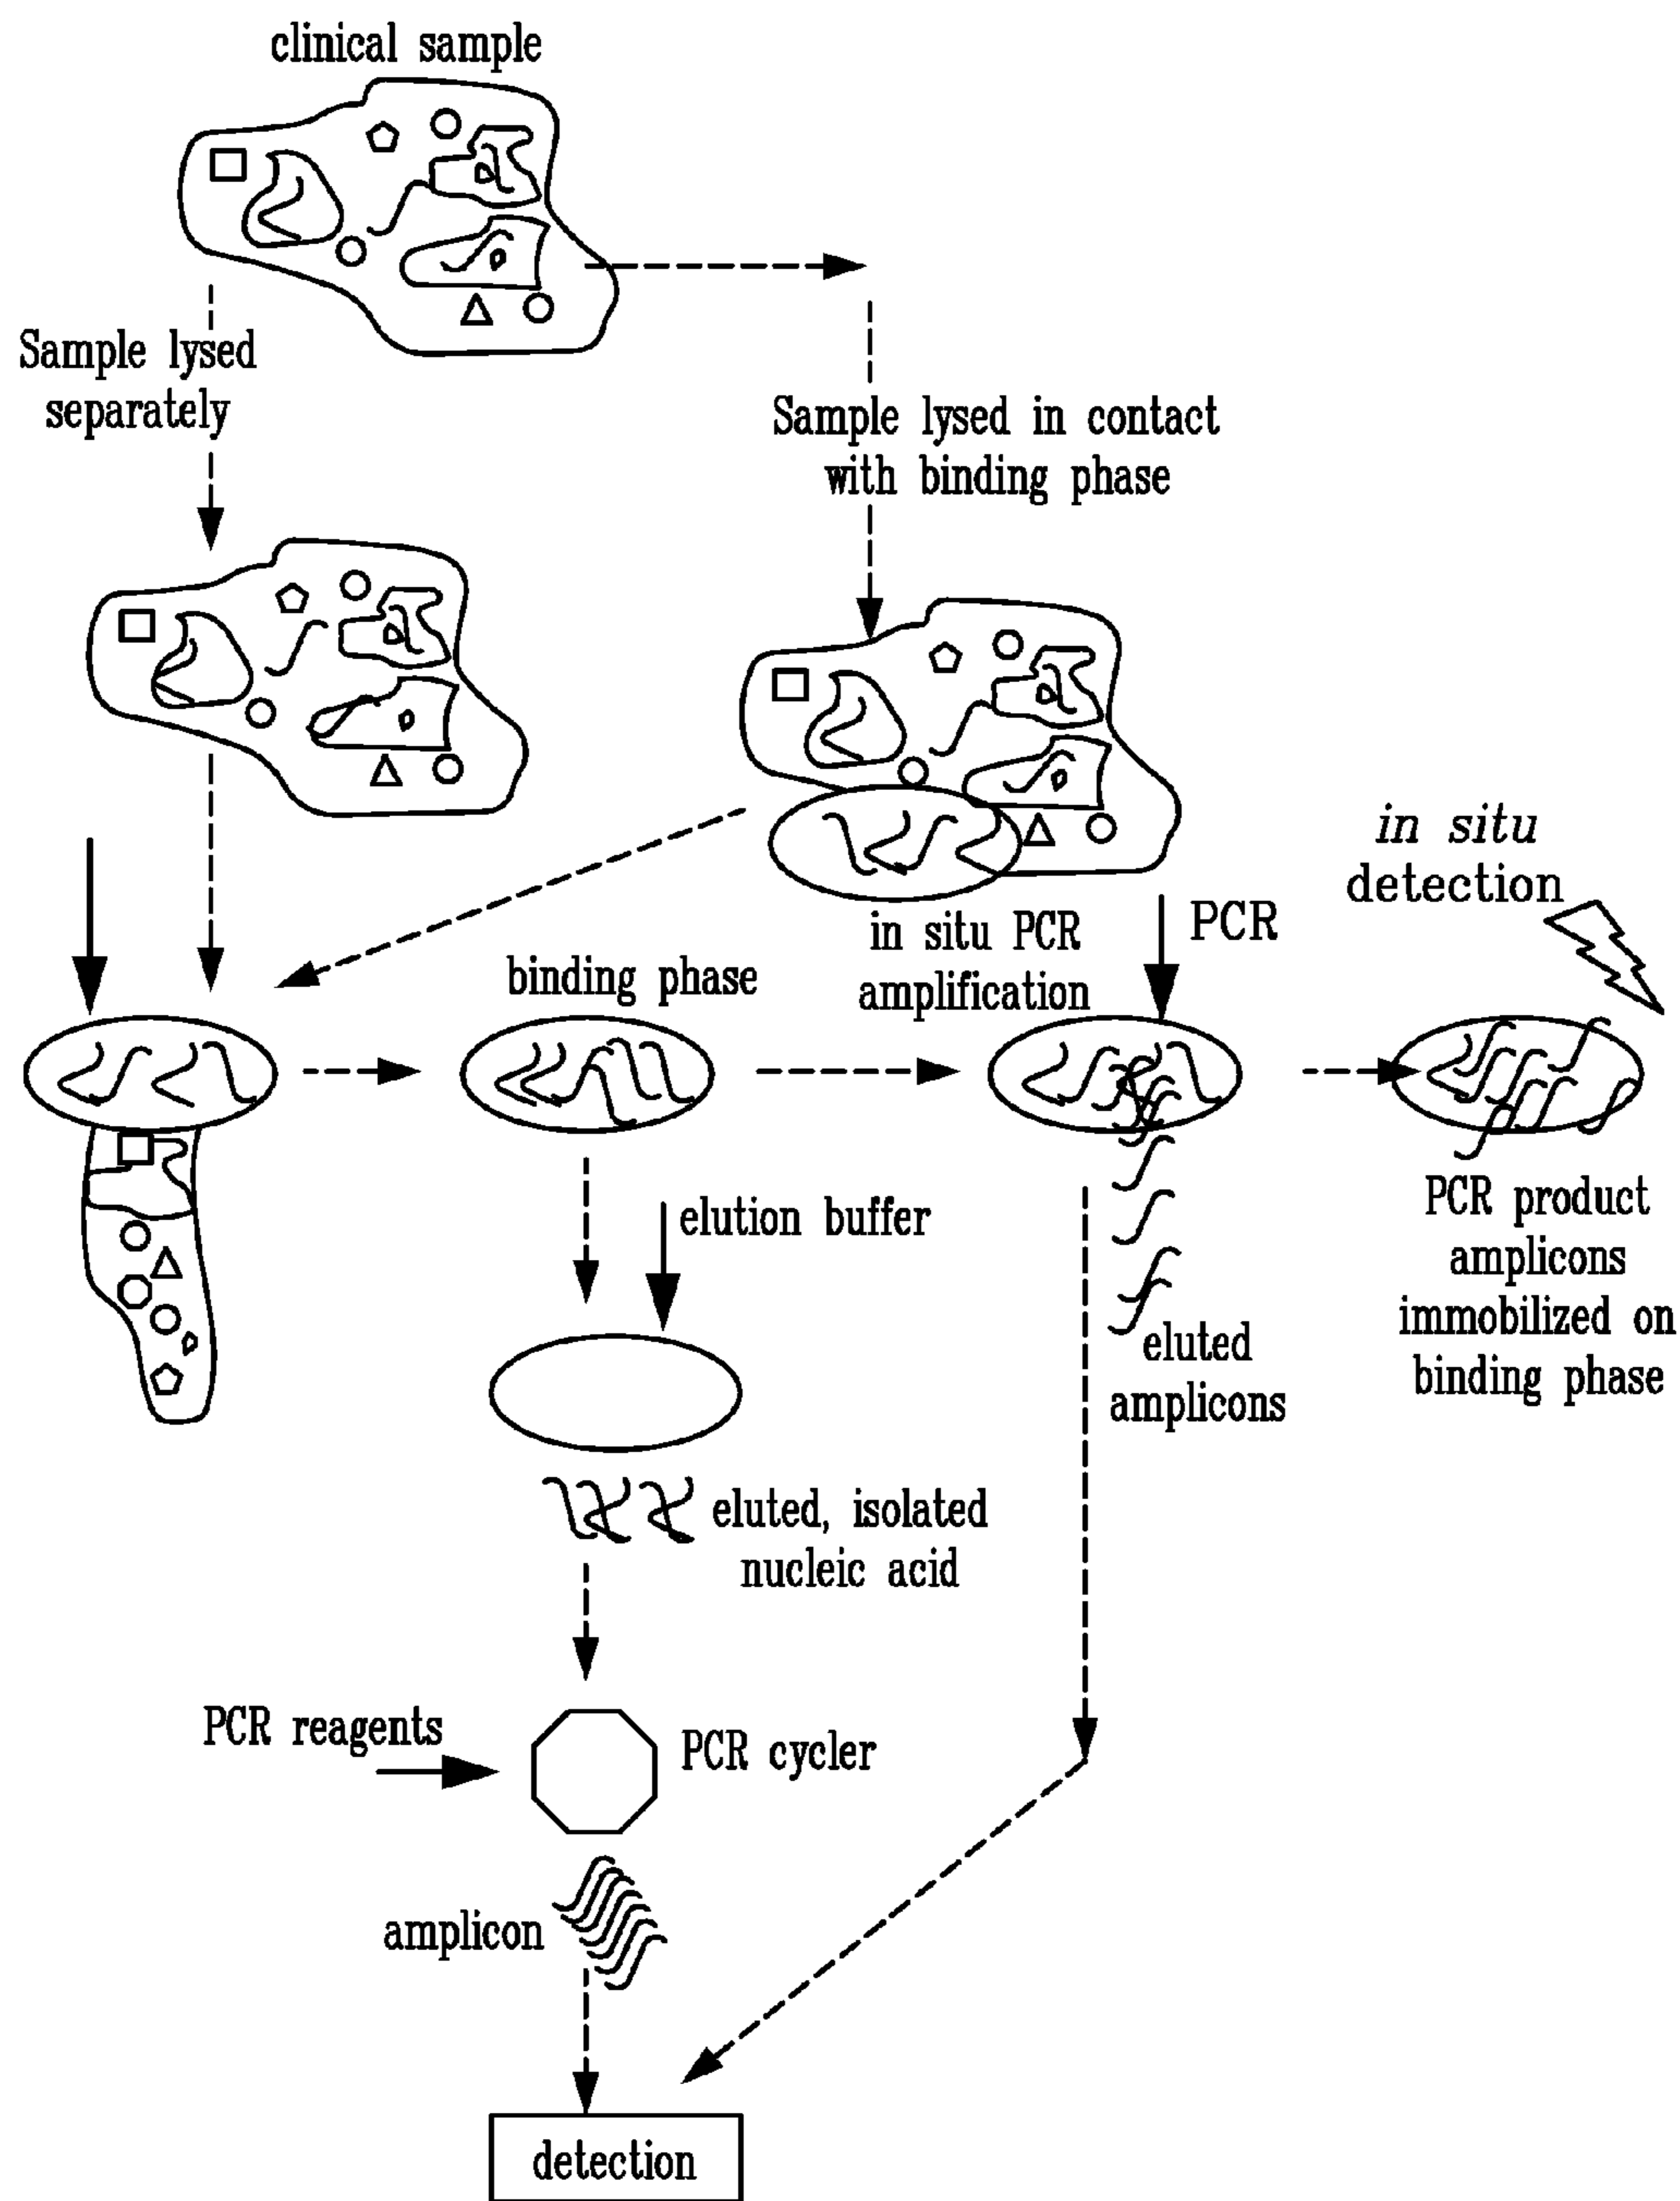 clinical sample
Sample lysed
separately
Sample lysed in contact
with binding phase
in situ
detection
in situ PCR
amplification
PCR
binding phase
elution buffer
PCR product
amplicons
immobilized on
binding phase
eluted
amplicons
eluted, isolated
nucleic acid
PCR reagents
PCR cycler
amplicon
detection